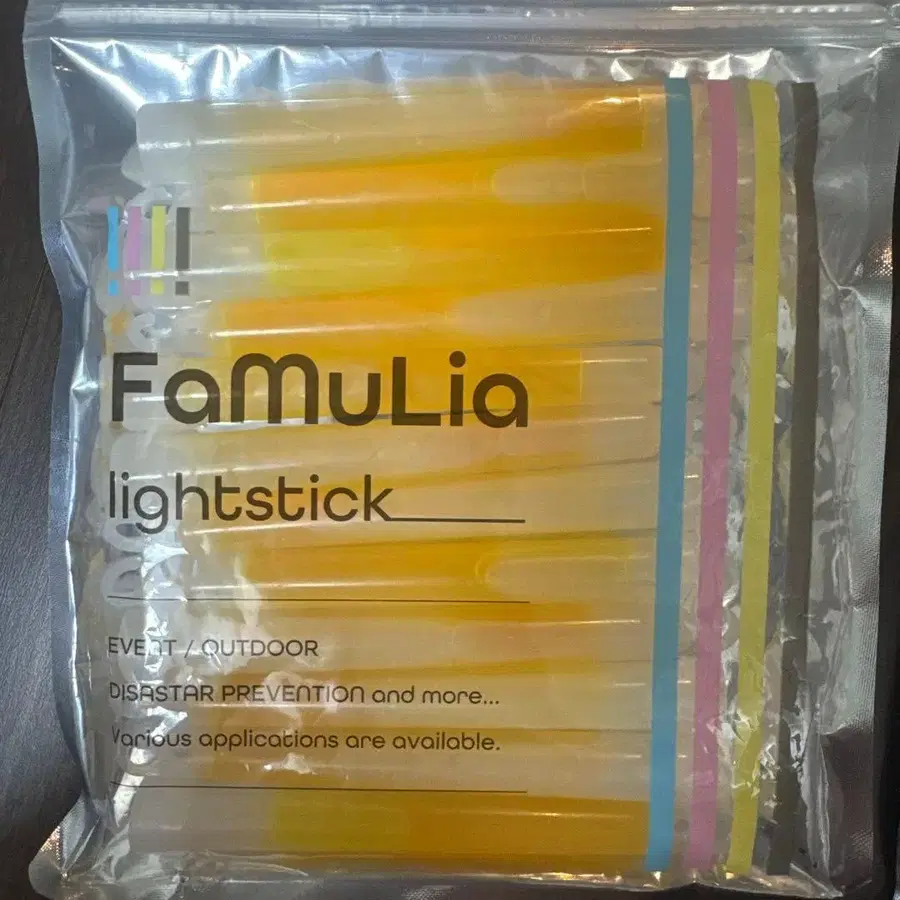 FaMuLia
lightstick
EVENT / OUTDOOR
DISASTAR PREVENTION and more...
Various applications are available.